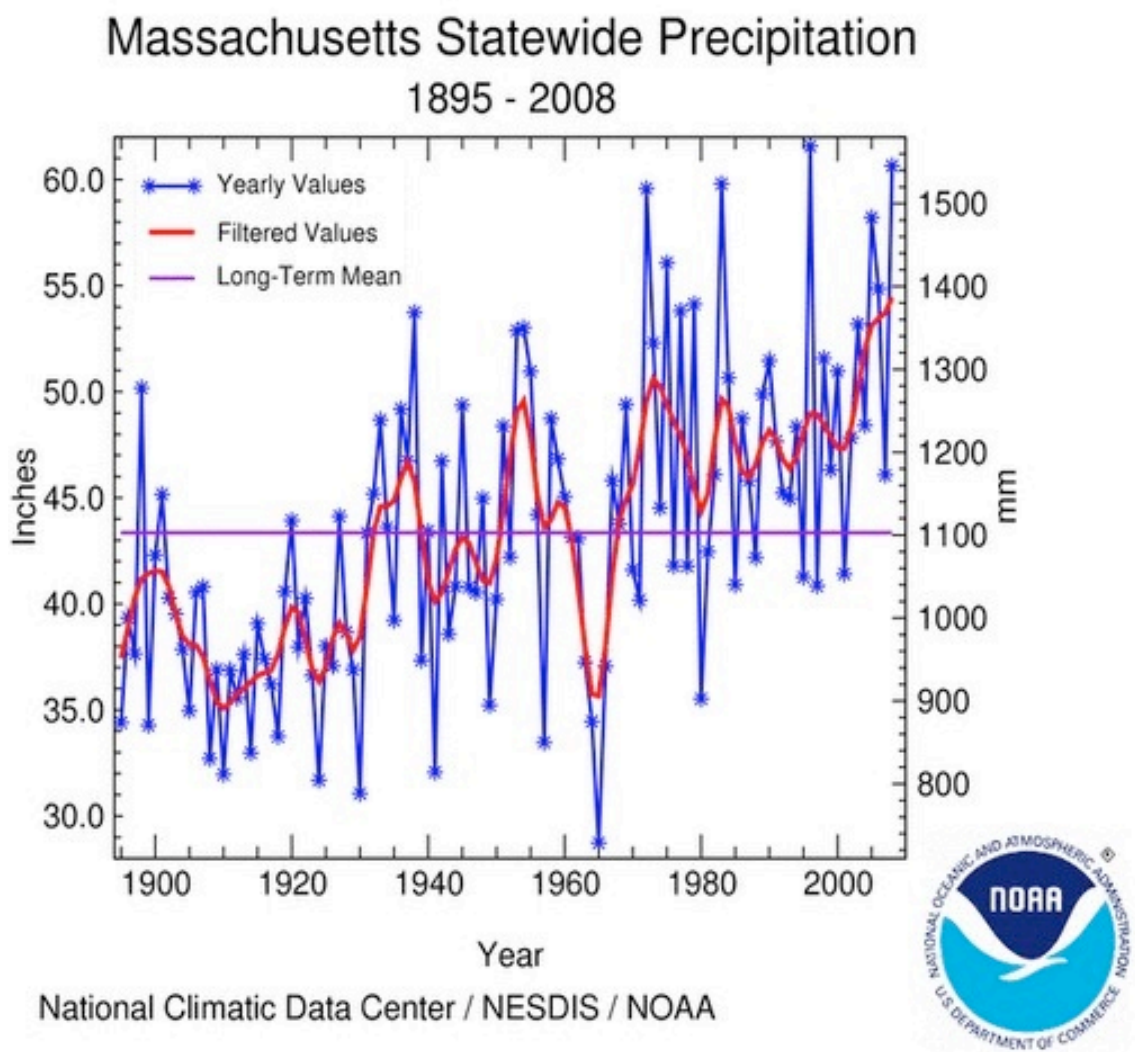 Massachusetts Statewide Precipitation
1895 - 2008
Yearly Values
Filtered Values
Long-Term Mean
60.0
55.0
50.0
45.0
40.0
35.0
30.0
Inches
1500
1400
1300
1200
1100
1000
900
800
mm
1900 1920 1940 1960 1980 2000
Year
National Climatic Data Center / NESDIS / NOAA
NATIONAL OCEANIC AND ATMOSPHERIC ADMINISTRATION
NOAA
U.S. DEPARTMENT OF COMMERCE